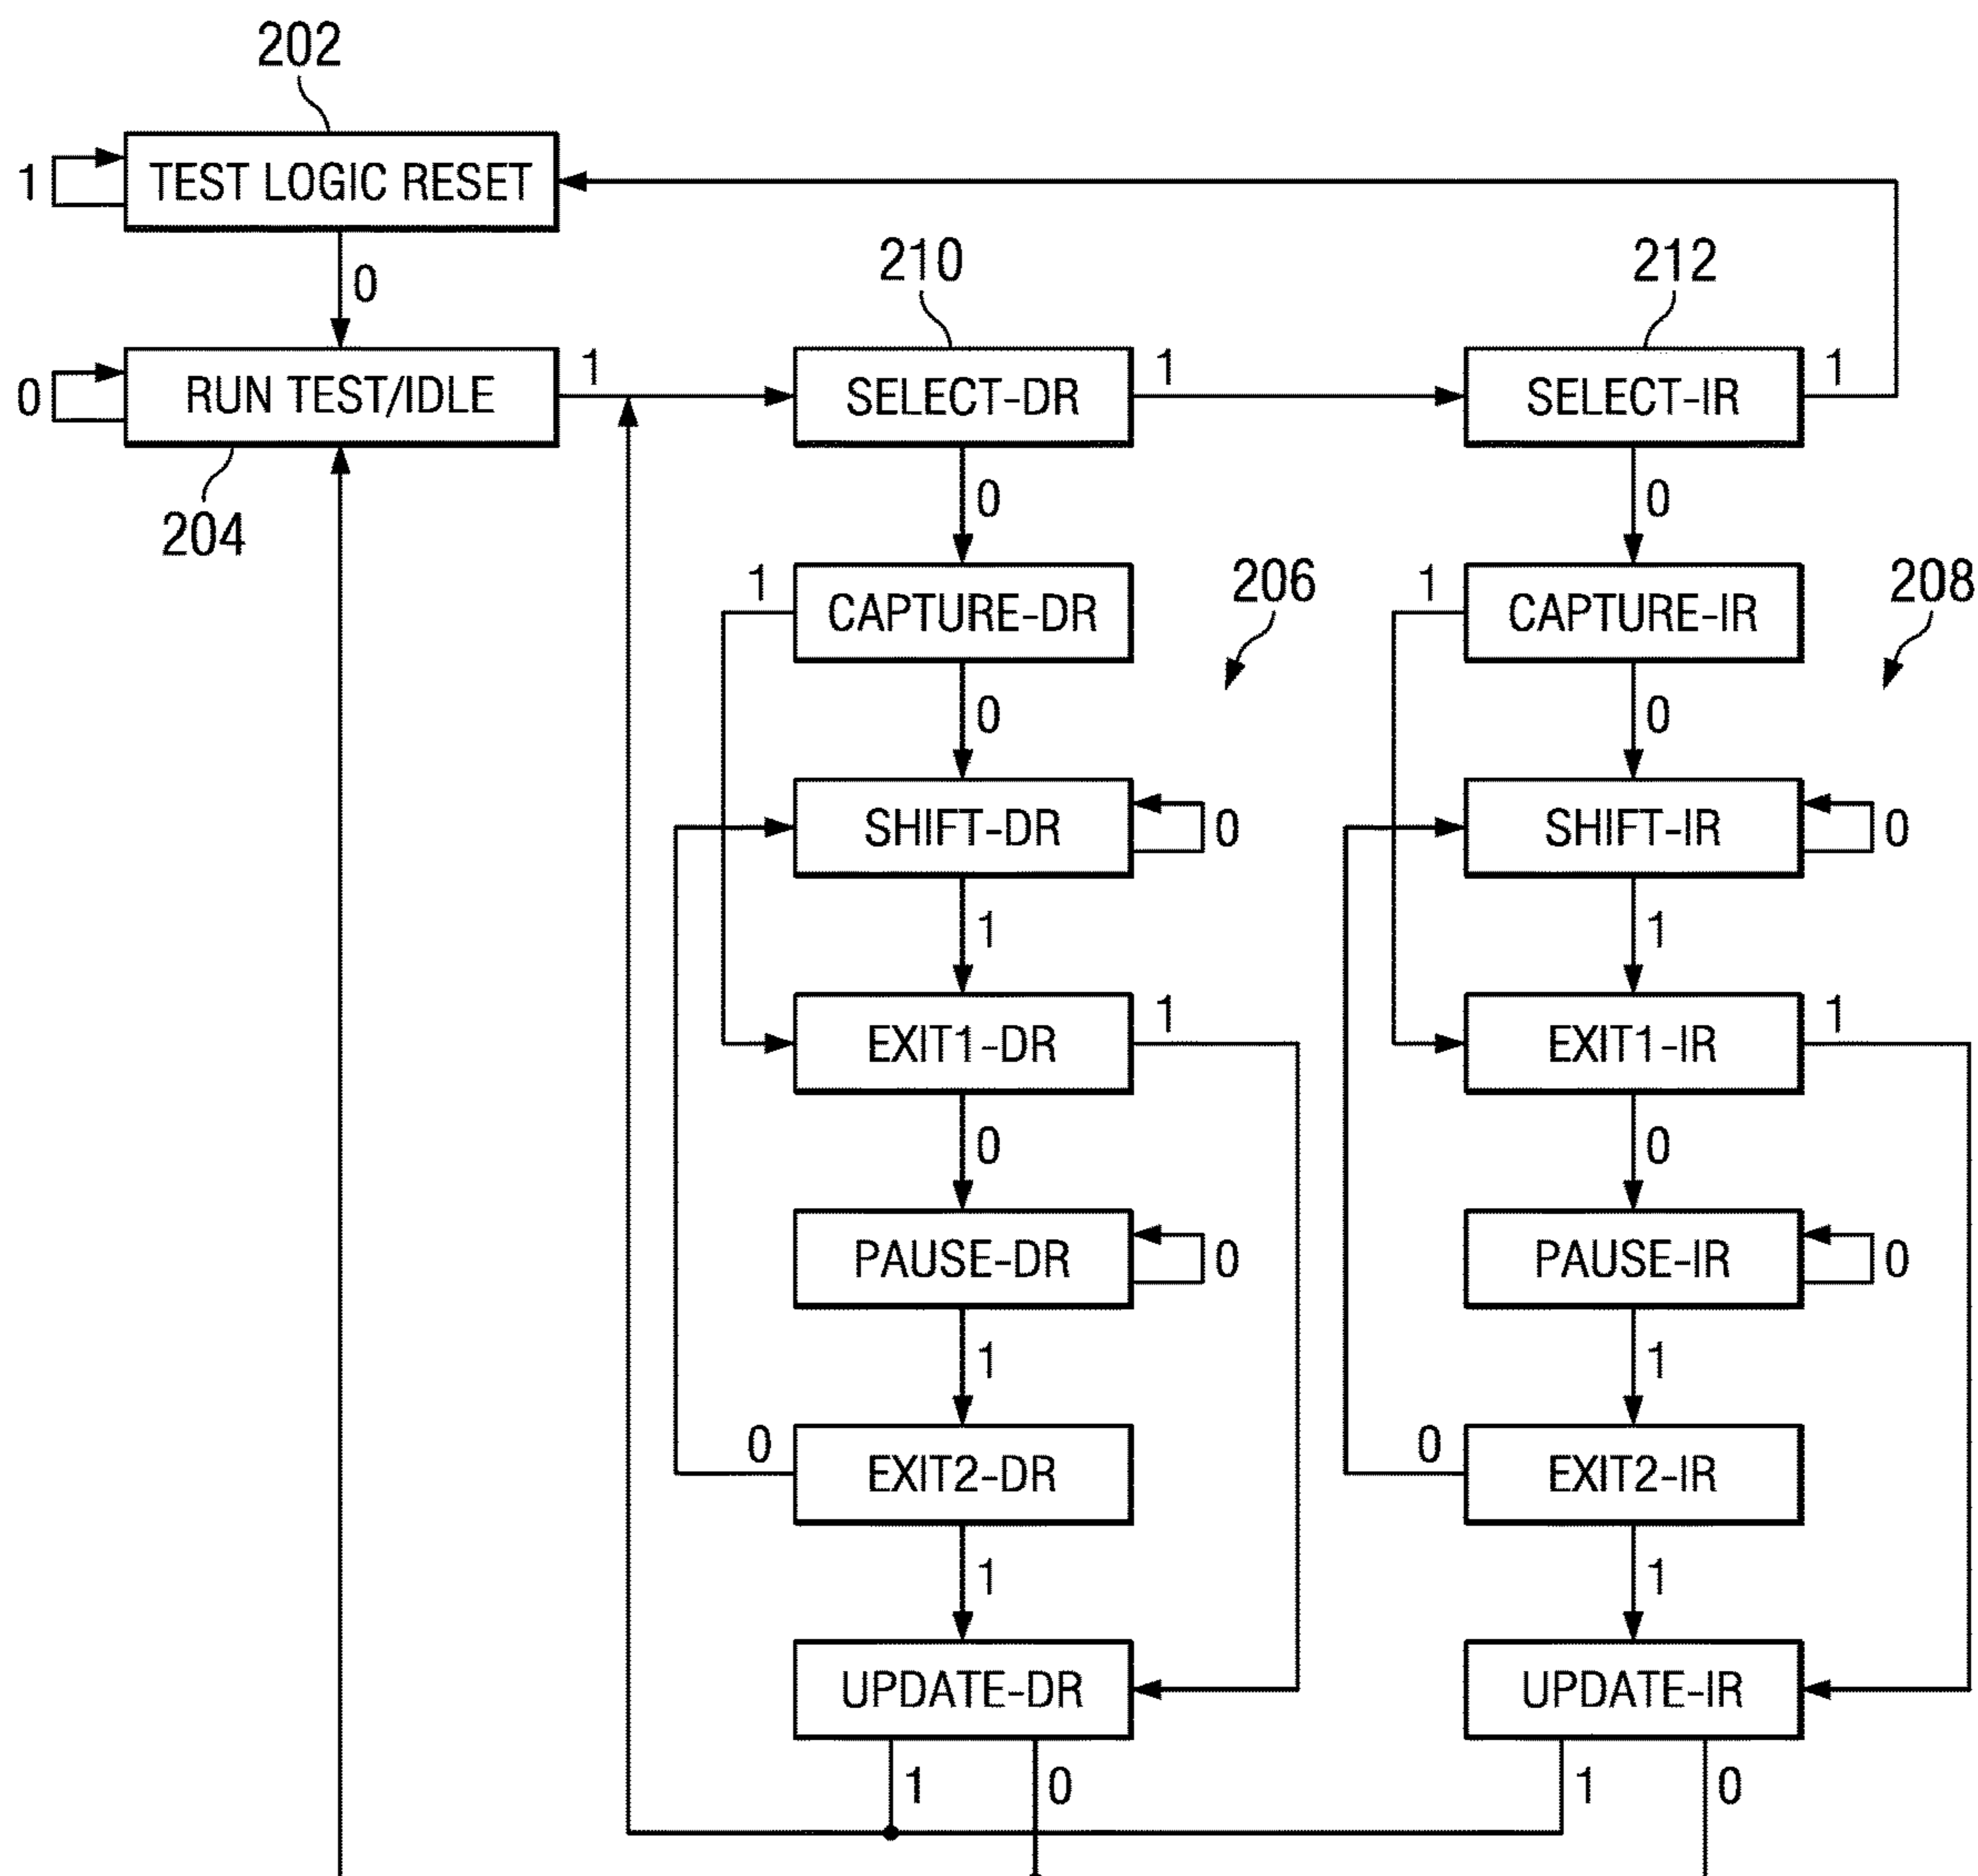 202
1 TEST LOGIC RESET
0
210 212
0 RUN TEST/IDLE 1 SELECT-DR 1 SELECT-IR 1
204
0 0
206 208
1 CAPTURE-DR 1 CAPTURE-IR
0 0
SHIFT-DR 0 SHIFT-IR 0
1 1
EXIT1-DR 1 EXIT1-IR 1
0 0
PAUSE-DR 0 PAUSE-IR 0
1 1
0 EXIT2-DR 0 EXIT2-IR
1 1
UPDATE-DR UPDATE-IR
1 0 1 0